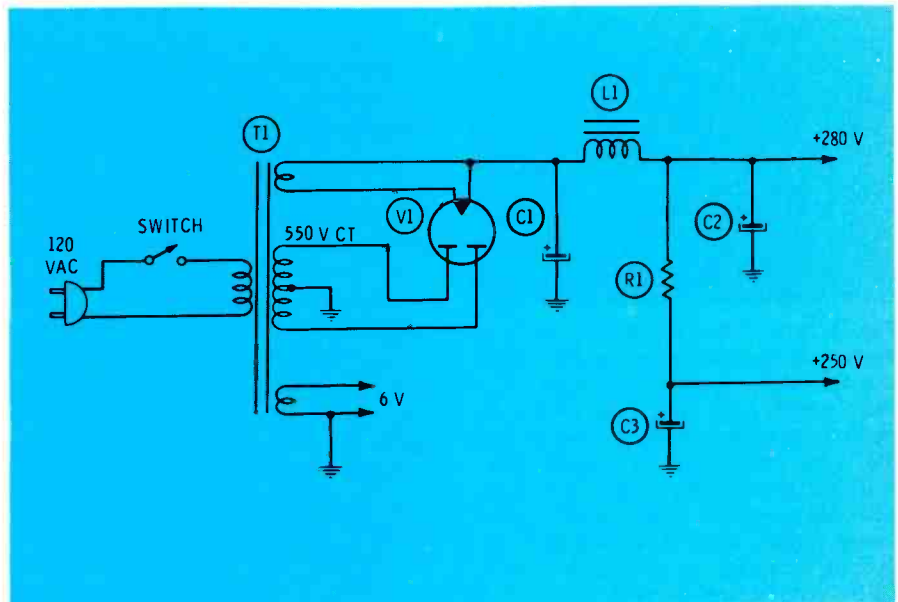 L1
T1
+280 V
SWITCH
V1
C1
C2
120
VAC
550 V CT
R1
+250 V
6 V
C3